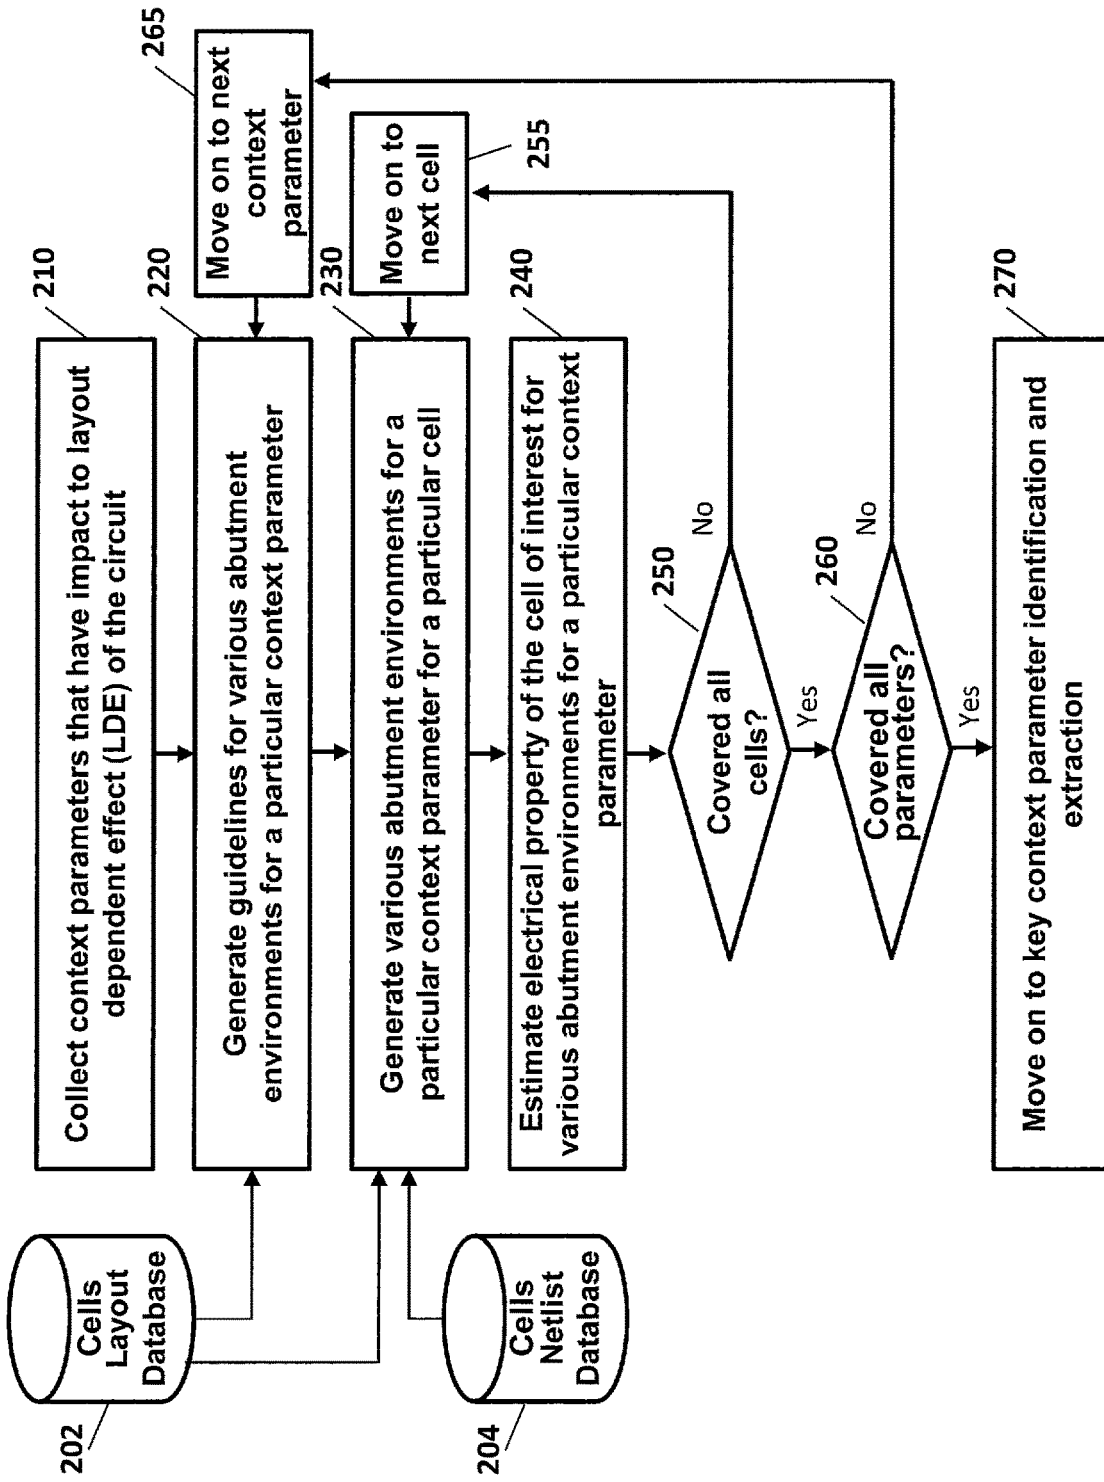 210
Collect context parameters that have impact to layout
dependent effect (LDE) of the circuit
265
Move on to next
context
parameter
202
Cells
Layout
Database
220
Generate guidelines for various abutment
environments for a particular context parameter
230
Generate various abutment environments for a
particular context parameter for a particular cell
Move on to
next cell
255
204
Cells
Netlist
Database
240
Estimate electrical property of the cell of interest for
various abutment environments for a particular context
parameter
250
Covered all
cells?
No
Yes
260
Covered all
parameters?
No
Yes
270
Move on to key context parameter identification and
extraction